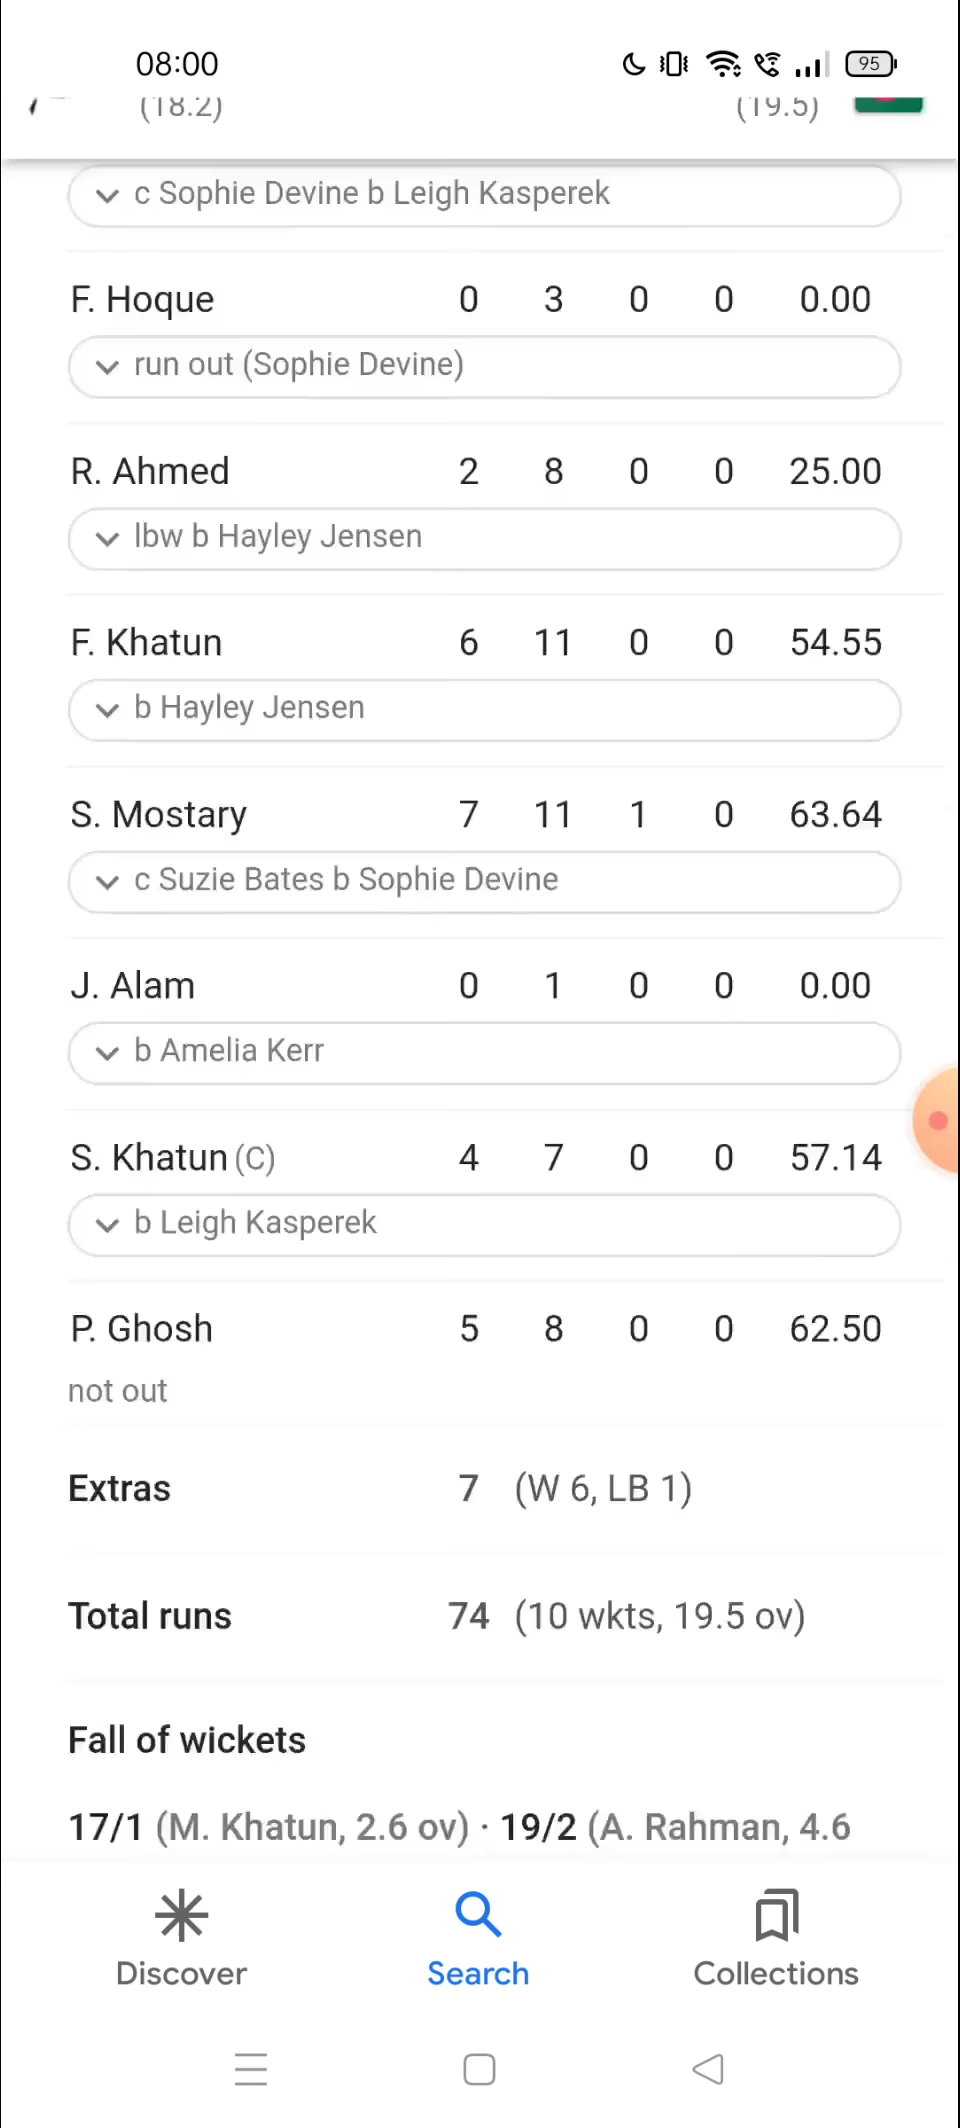 08:00 95
(18.2) (19.5)
c Sophie Devine b Leigh Kasperek
F. Hoque 0 3 0 0 0.00
run out (Sophie Devine)
R. Ahmed 2 8 0 0 25.00
lbw b Hayley Jensen
F. Khatun 6 11 0 0 54.55
b Hayley Jensen
S. Mostary 7 11 1 0 63.64
c Suzie Bates b Sophie Devine
J. Alam 0 1 0 0 0.00
b Amelia Kerr
S. Khatun (C) 4 7 0 0 57.14
b Leigh Kasperek
P. Ghosh 5 8 0 0 62.50
not out
Extras 7 (W 6, LB 1)
Total runs 74 (10 wkts, 19.5 ov)
Fall of wickets
17/1 (M. Khatun, 2.6 ov) · 19/2 (A. Rahman, 4.6
Discover Search Collections